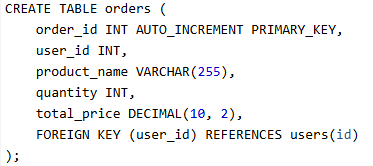 CREATE TABLE orders (
    order_id INT AUTO_INCREMENT PRIMARY_KEY,
    user_id INT,
    product_name VARCHAR(255),
    quantity INT,
    total_price DECIMAL(10, 2),
    FOREIGN KEY (user_id) REFERENCES users(id)
);